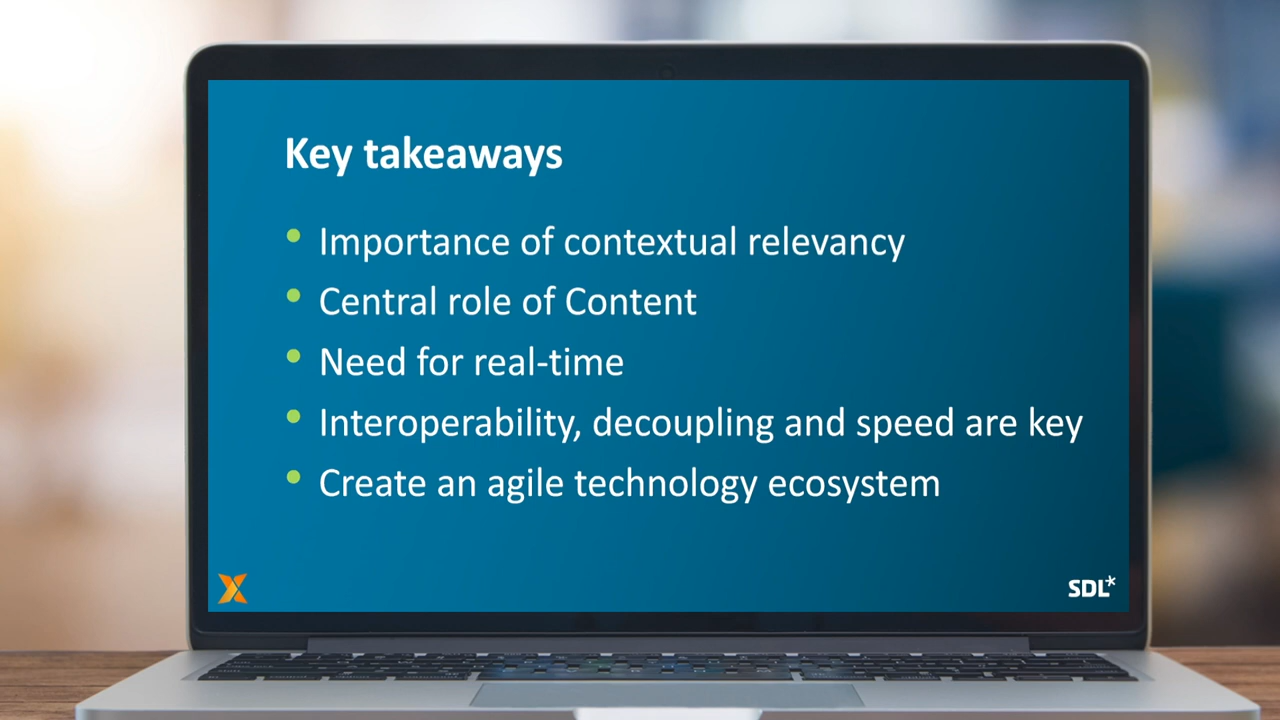 Key takeaways
• Importance of contextual relevancy
• Central role of Content
• Need for real-time
• Interoperability, decoupling and speed are key
• Create an agile technology ecosystem
SDL*